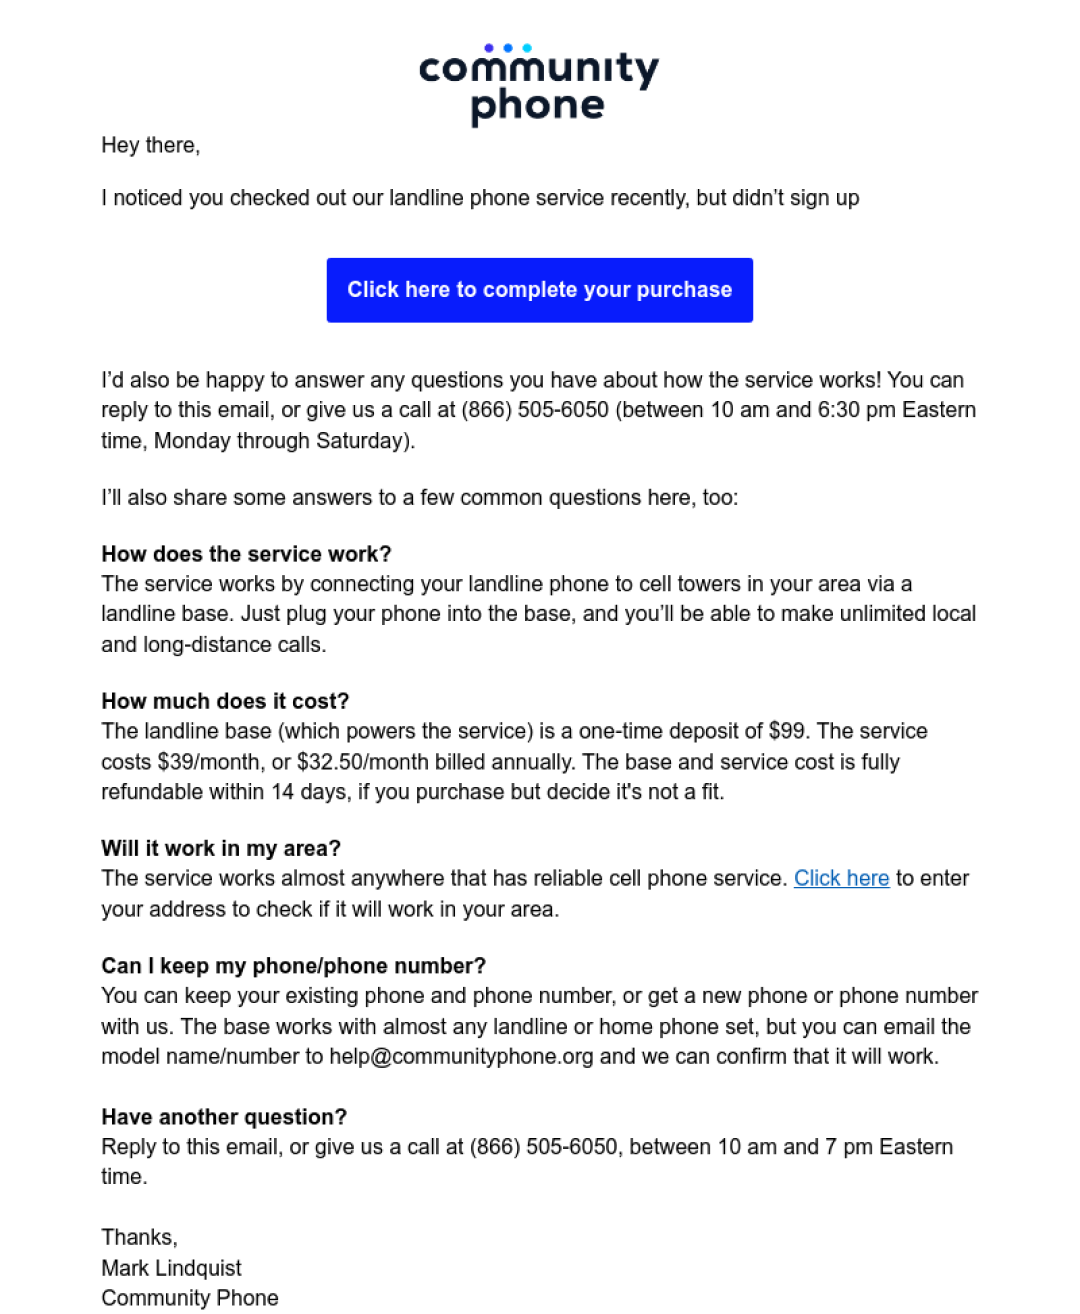 community
phone
Hey there,
I noticed you checked out our landline phone service recently, but didn’t sign up
Click here to complete your purchase
I’d also be happy to answer any questions you have about how the service works! You can
reply to this email, or give us a call at (866) 505-6050 (between 10 am and 6:30 pm Eastern
time, Monday through Saturday).
I’ll also share some answers to a few common questions here, too:
How does the service work?
The service works by connecting your landline phone to cell towers in your area via a
landline base. Just plug your phone into the base, and you’ll be able to make unlimited local
and long-distance calls.
How much does it cost?
The landline base (which powers the service) is a one-time deposit of $99. The service
costs $39/month, or $32.50/month billed annually. The base and service cost is fully
refundable within 14 days, if you purchase but decide it's not a fit.
Will it work in my area?
The service works almost anywhere that has reliable cell phone service. Click here to enter
your address to check if it will work in your area.
Can I keep my phone/phone number?
You can keep your existing phone and phone number, or get a new phone or phone number
with us. The base works with almost any landline or home phone set, but you can email the
model name/number to help@communityphone.org and we can confirm that it will work.
Have another question?
Reply to this email, or give us a call at (866) 505-6050, between 10 am and 7 pm Eastern
time.
Thanks,
Mark Lindquist
Community Phone